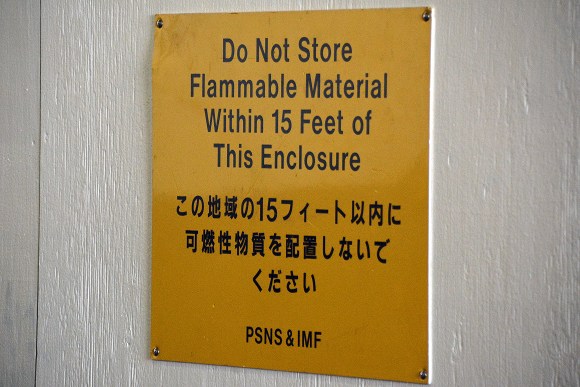 Do Not Store
Flammable Material
Within 15 Feet of
This Enclosure
この地域の15フィート以内に
可燃性物質を配置しないで
ください
PSNS & IMF